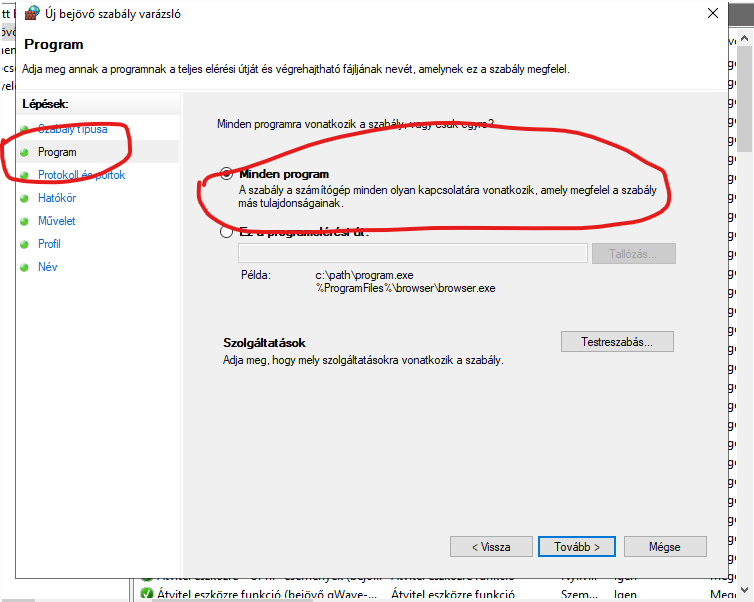 Új bejövő szabály varázsló
Program
Adja meg annak a programnak a teljes elérési útját és végrehajtható fájljának nevét, amelynek ez a szabály megfelel.
Lépések:
Szabály típusa
Program
Protokoll és portok
Hatókör
Művelet
Profil
Név
Minden programra vonatkozik a szabály, vagy csak egyre?
Minden program
A szabály a számítógép minden olyan kapcsolatára vonatkozik, amely megfelel a szabály
más tulajdonságainak.
Ez a programelérési út:
Tallózás...
Példa:
c:\path\program.exe
%ProgramFiles%\browser\browser.exe
Szolgáltatások
Testreszabás...
Adja meg, hogy mely szolgáltatásokra vonatkozik a szabály.
< Vissza
Tovább >
Mégse
Átvitel eszközre funkció (bejövő qWave-... Átvitel eszközre funkció Szem... Igen